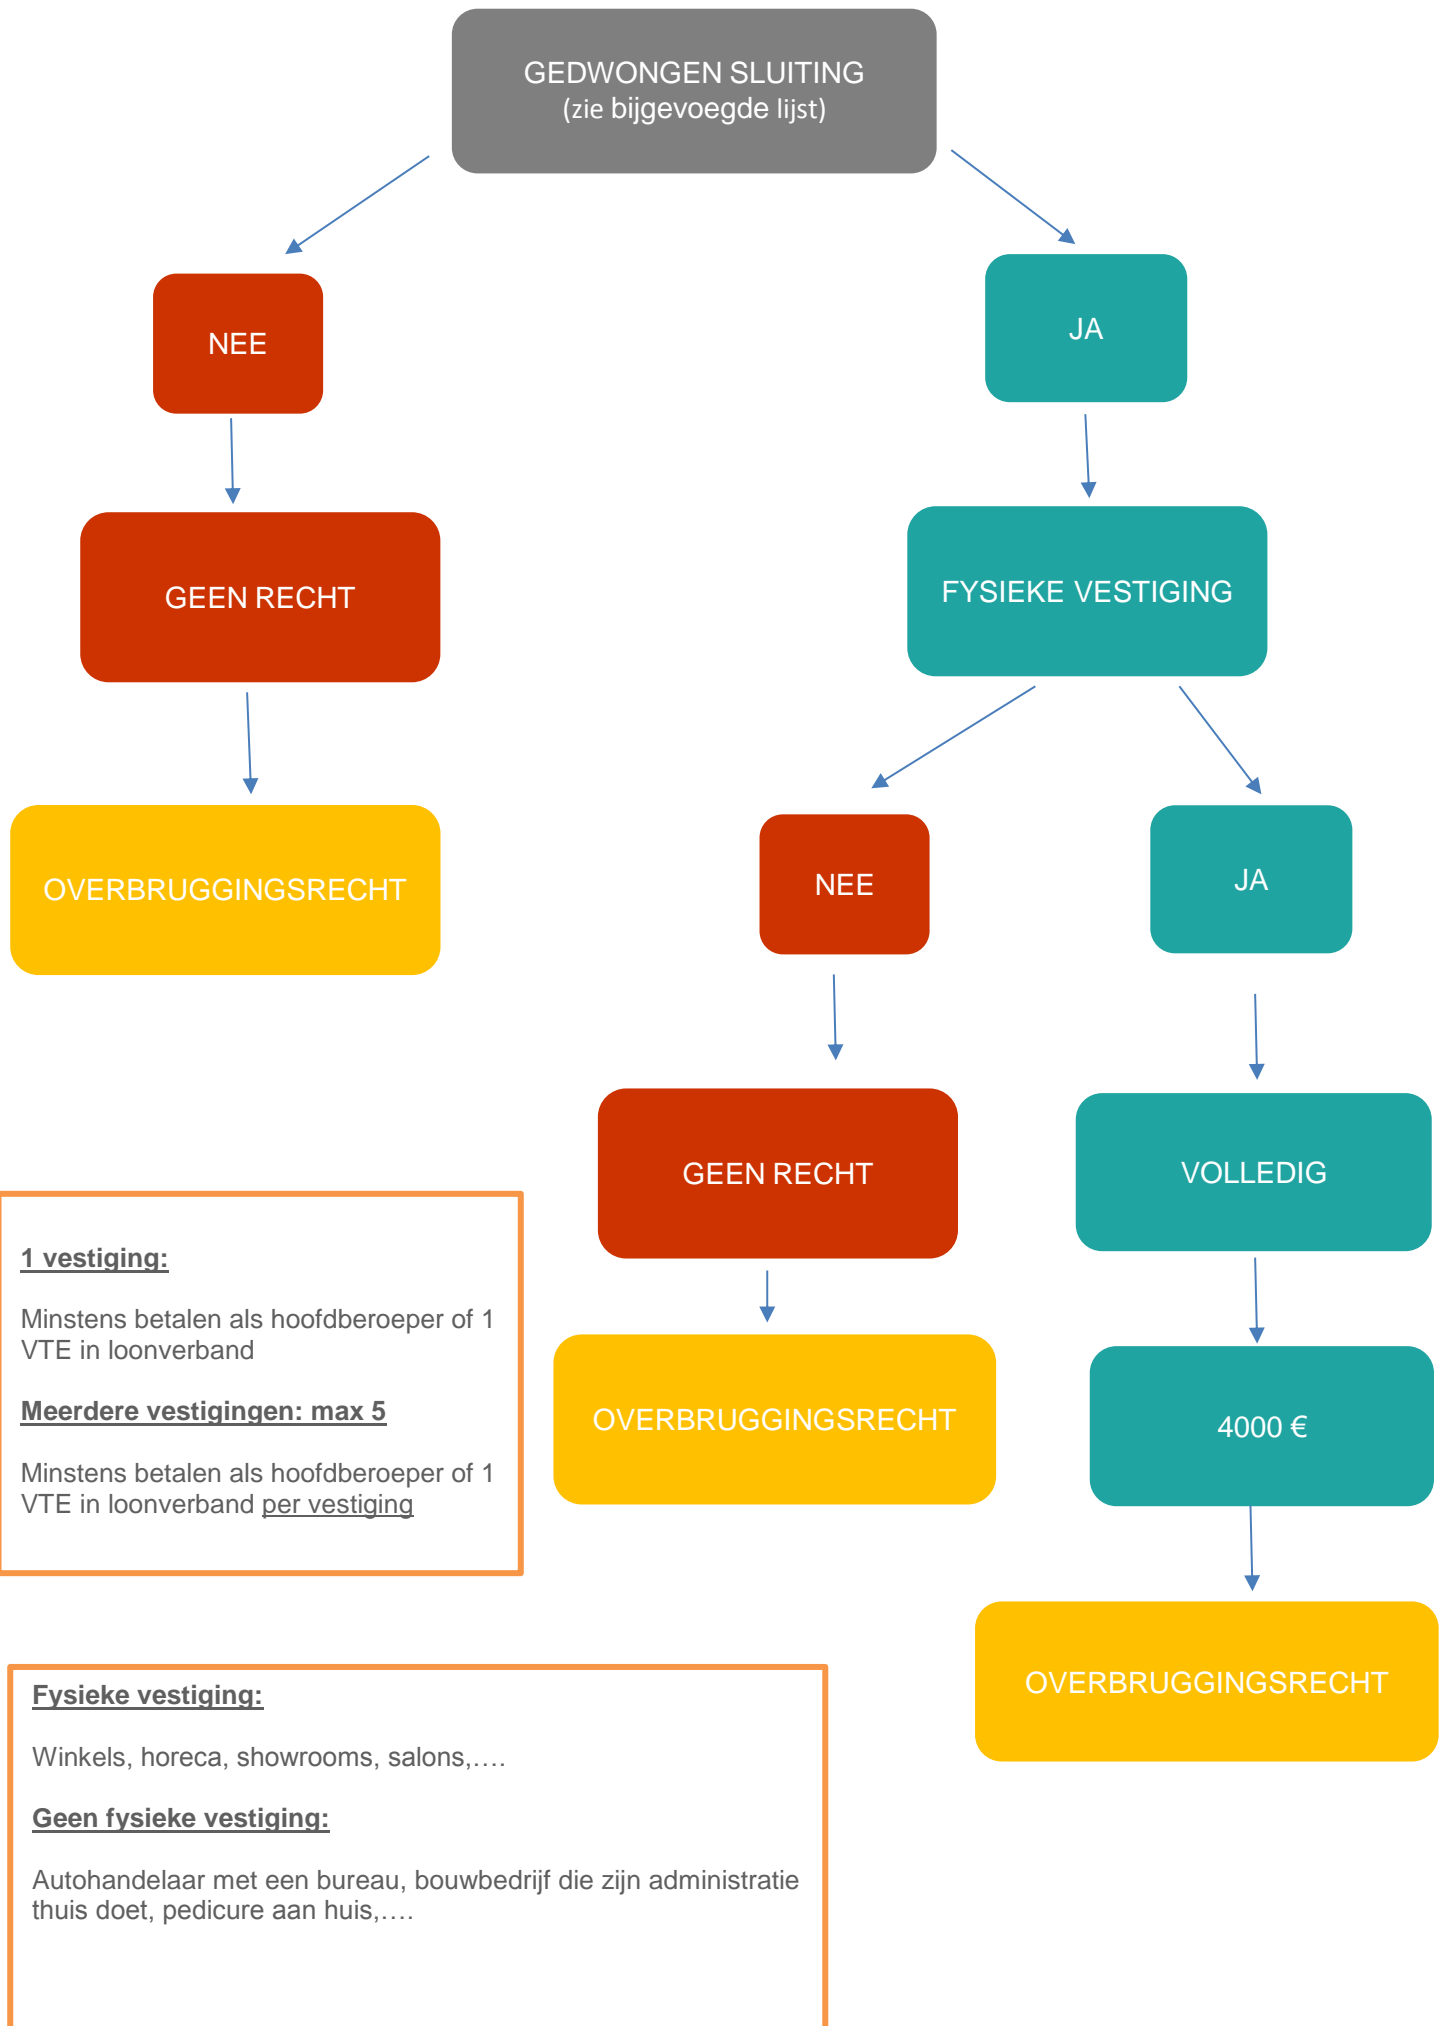 GEDWONGEN SLUITING
(zie bijgevoegde lijst)
NEE
JA
GEEN RECHT
FYSIEKE VESTIGING
OVERBRUGGINGSRECHT
NEE
JA
GEEN RECHT
VOLLEDIG
1 vestiging:
Minstens betalen als hoofdberoeper of 1
VTE in loonverband
Meerdere vestigingen: max 5
Minstens betalen als hoofdberoeper of 1
VTE in loonverband per vestiging
OVERBRUGGINGSRECHT
4000 €
OVERBRUGGINGSRECHT
Fysieke vestiging:
Winkels, horeca, showrooms, salons,….
Geen fysieke vestiging:
Autohandelaar met een bureau, bouwbedrijf die zijn administratie
thuis doet, pedicure aan huis,….